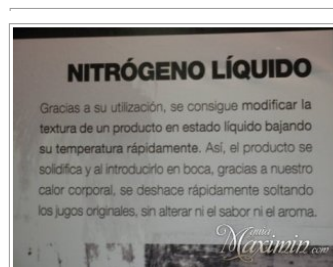 NITRÓGENO LÍQUIDO
Gracias a su utilización, se consigue modificar la
textura de un producto en estado líquido bajando
su temperatura rápidamente. Así, el producto se
solidifica y al introducirlo en boca, gracias a nuestro
calor corporal, se deshace rápidamente soltando
los jugos originales, sin alterar ni el sabor ni el aroma.
guia
Maximin.com